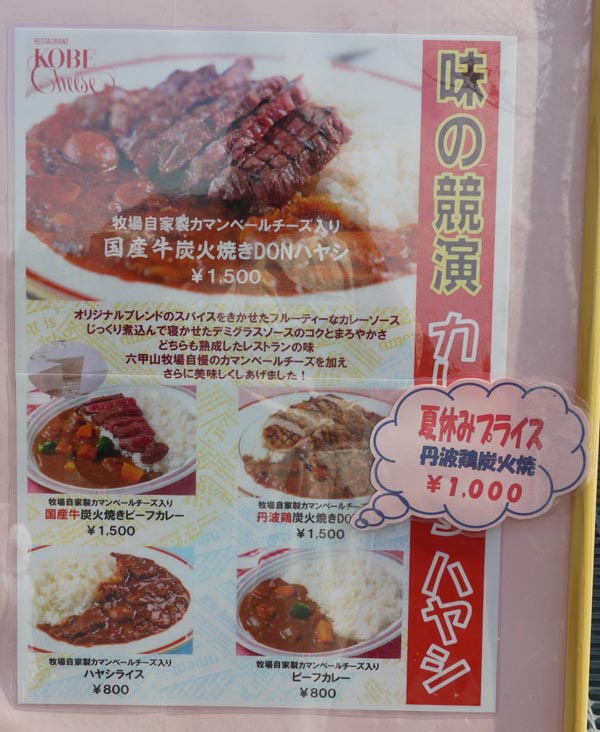 RESTAURANT
KOBE
Cheese
味の競演
カ
ハヤシ
牧場自家製カマンベールチーズ入り
国産牛炭火焼きDONハヤシ
¥1,500
オリジナルブレンドのスパイスをきかせたフルーティーなカレーソース
じっくり煮込んで寝かせたデミグラスソースのコクとまろやかさ
どちらも熟成したレストランの味
六甲山牧場自慢のカマンベールチーズを加え
さらに美味しくしあげました！
夏休みプライス
丹波鶏炭火焼
¥1,000
牧場自家製カマンベールチーズ入り
国産牛炭火焼きビーフカレー
¥1,500
牧場自家製カマンベールチーズ入り
丹波鶏炭火焼きDO
¥1,500
牧場自家製カマンベールチーズ入り
ハヤシライス
¥800
牧場自家製カマンベールチーズ入り
ビーフカレー
¥800